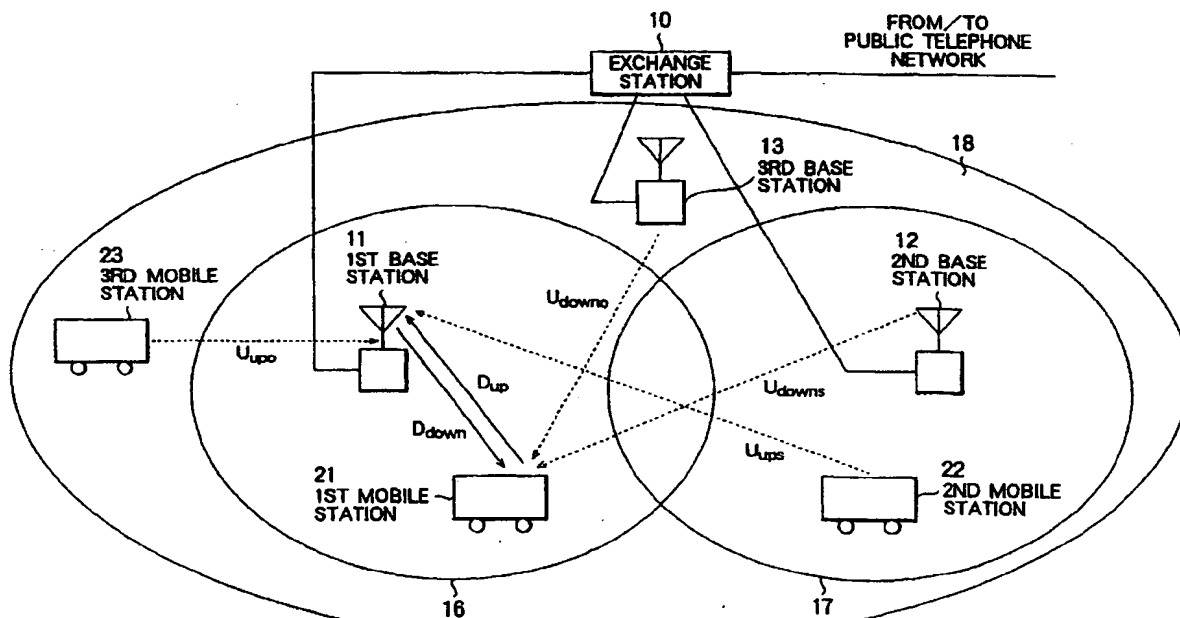 10
FROM/TO
PUBLIC TELEPHONE
NETWORK
EXCHANGE
STATION
18
13
3RD BASE
STATION
11
1ST BASE
STATION
12
2ND BASE
STATION
23
3RD MOBILE
STATION
Udowno
Uupo
Dup
Udowns
Ddown
Uups
21
1ST MOBILE
STATION
22
2ND MOBILE
STATION
16
17